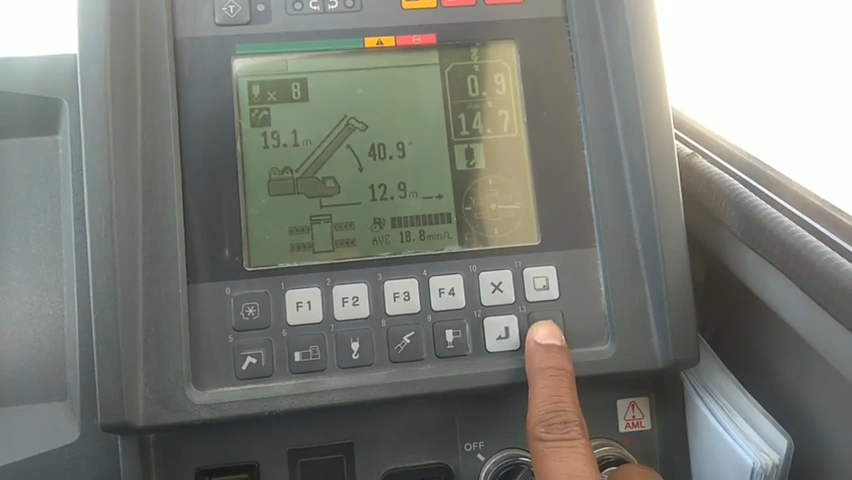 T
× 8
0.9
14.7
19.1m
40.9°
12.9m
AVE 18.8min/L
0 1 2 3 4 10 11
F1 F2 F3 F4 ×
5 6 7 8 9 12 13
OFF
AML